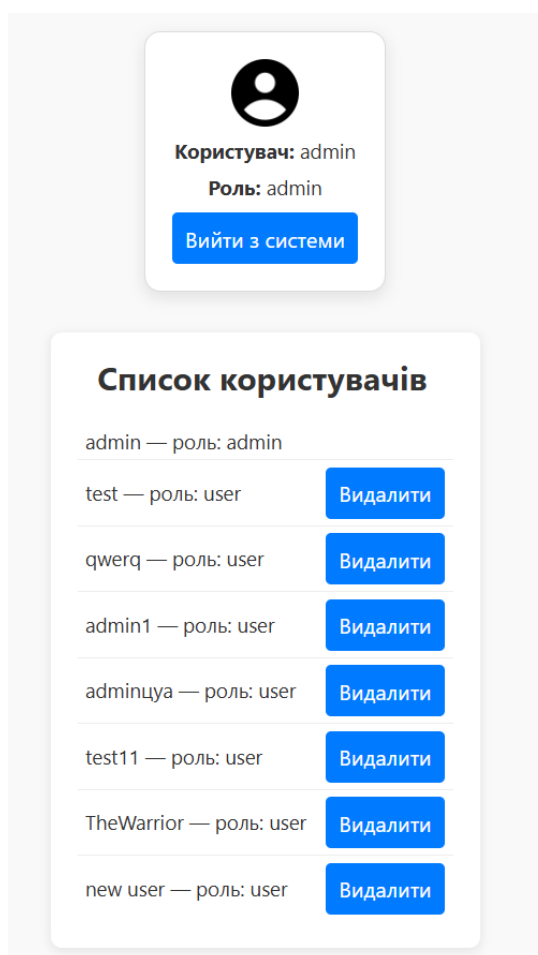 Користувач: admin
Роль: admin
Вийти з системи
Список користувачів
admin — роль: admin
test — роль: user Видалити
qwerq — роль: user Видалити
admin1 — роль: user Видалити
adminцуа — роль: user Видалити
test11 — роль: user Видалити
TheWarrior — роль: user Видалити
new user — роль: user Видалити